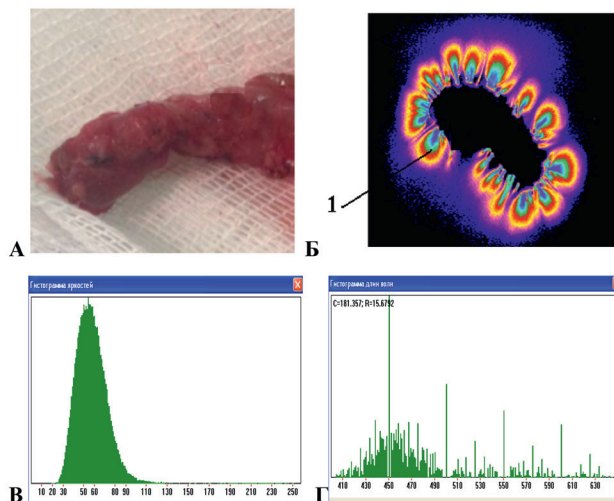 А
1
Б
Гистограмма яркостей
В
10 20 30 50 60 70 90 110 130 150 170 190 210 230 250
Гистограмма длин волн
C=181.357; R=15.6792
Г
410 430 450 470 490 510 530 550 570 590 610 630